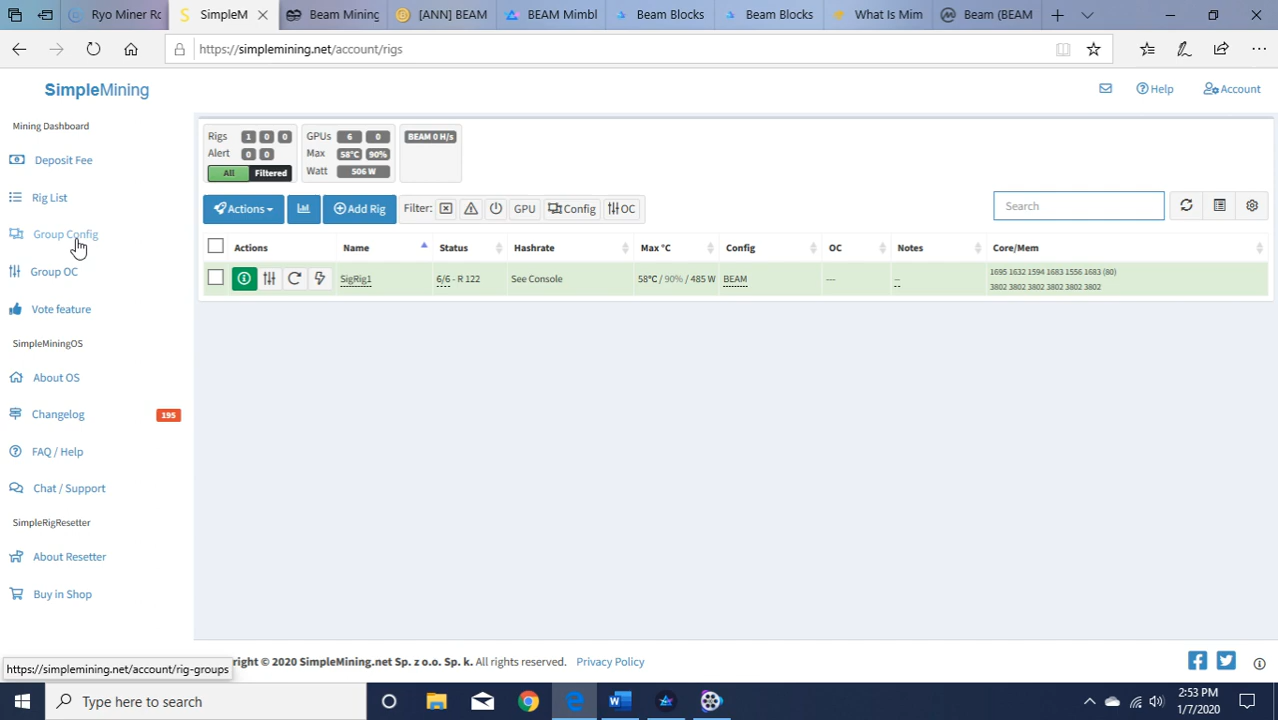 Ryo Miner Ro
SimpleM
Beam Mining
[ANN] BEAM
BEAM Mimbl
Beam Blocks
Beam Blocks
What Is Mim
Beam (BEAM
https://simplemining.net/account/rigs
SimpleMining
Help
Account
Mining Dashboard
Deposit Fee
Rig List
Group Config
Group OC
Vote feature
SimpleMiningOS
About OS
Changelog
195
FAQ / Help
Chat / Support
SimpleRigResetter
About Resetter
Buy in Shop
Rigs 1 0 0
Alert 0 0
All Filtered
GPUs 6 0
Max 58°C 90%
Watt 506 W
BEAM 0 H/s
Actions
Add Rig
Filter:
GPU
Config
OC
Search
Actions Name Status Hashrate Max °C Config OC Notes Core/Mem
SigRig1 6/6 - R 122 See Console 58°C / 90% / 485 W BEAM --- -- 1695 1632 1594 1683 1556 1683 (80)
3802 3802 3802 3802 3802 3802
https://simplemining.net/account/rig-groups
right © 2020 SimpleMining.net Sp. z o.o. Sp. k. All rights reserved. Privacy Policy
Type here to search
2:53 PM
1/7/2020